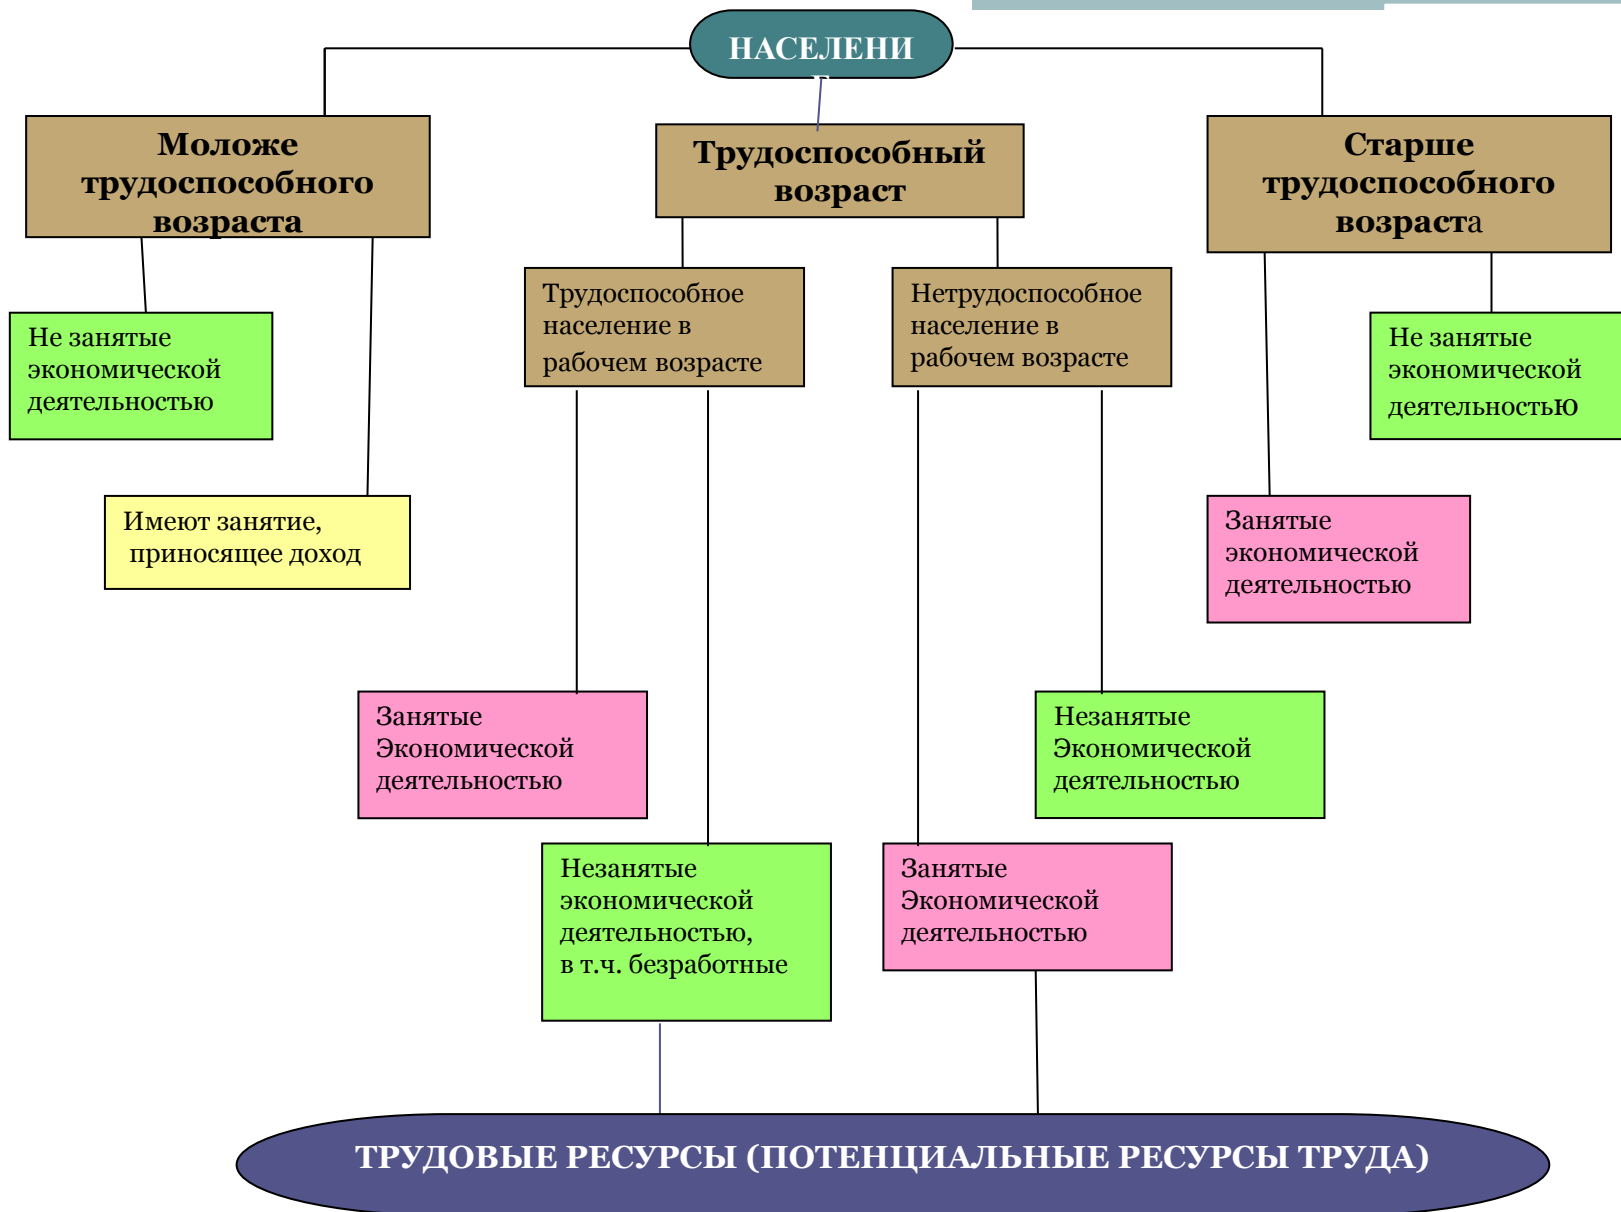 НАСЕЛЕНИ
Моложе
трудоспособного
возраста
Трудоспособный
возраст
Старше
трудоспособного
возраста
Не занятые
экономической
деятельностью
Имеют занятие,
приносящее доход
Трудоспособное
население в
рабочем возрасте
Нетрудоспособное
население в
рабочем возрасте
Не занятые
экономической
деятельностью
Занятые
экономической
деятельностью
Занятые
Экономической
деятельностью
Незанятые
Экономической
деятельностью
Незанятые
экономической
деятельностью,
в т.ч. безработные
Занятые
Экономической
деятельностью
ТРУДОВЫЕ РЕСУРСЫ (ПОТЕНЦИАЛЬНЫЕ РЕСУРСЫ ТРУДА)